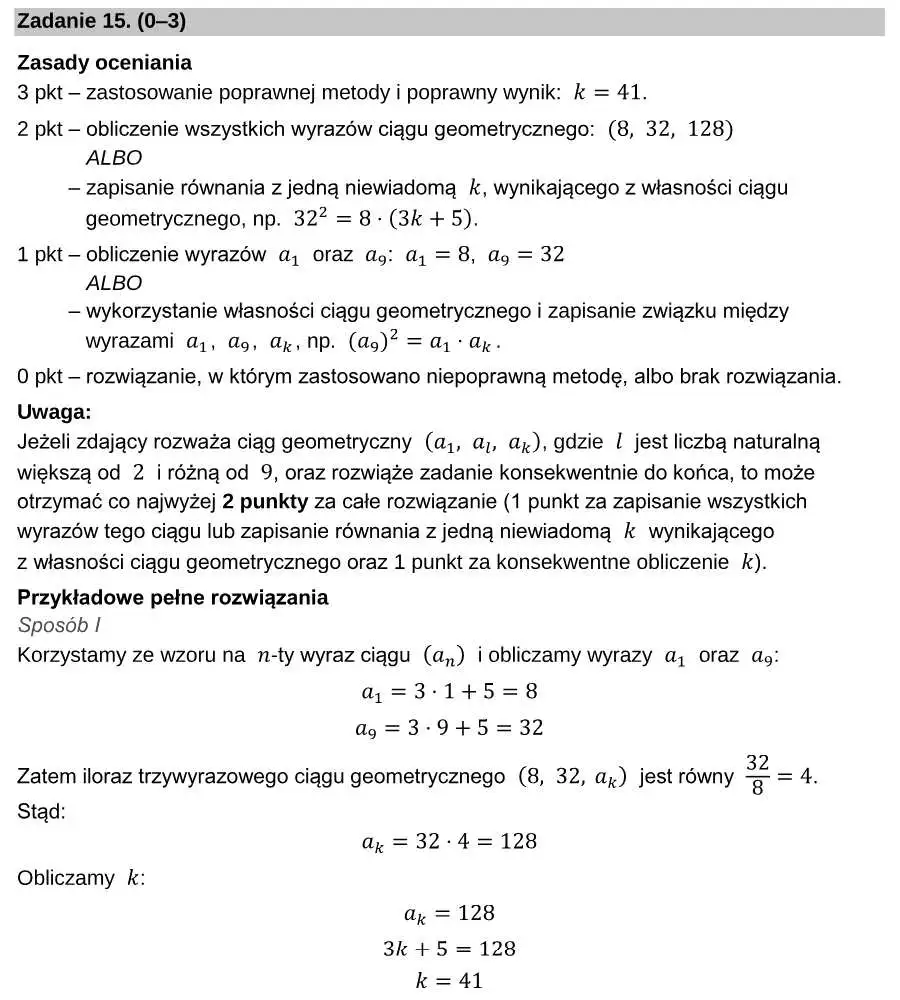 Zadanie 15. (0–3)
Zasady oceniania
3 pkt – zastosowanie poprawnej metody i poprawny wynik: k = 41.
2 pkt – obliczenie wszystkich wyrazów ciągu geometrycznego: (8, 32, 128)
ALBO
– zapisanie równania z jedną niewiadomą k, wynikającego z własności ciągu
geometrycznego, np. 32² = 8 · (3k + 5).
1 pkt – obliczenie wyrazów a₁ oraz a₉: a₁ = 8, a₉ = 32
ALBO
– wykorzystanie własności ciągu geometrycznego i zapisanie związku między
wyrazami a₁, a₉, aₖ, np. (a₉)² = a₁ · aₖ.
0 pkt – rozwiązanie, w którym zastosowano niepoprawną metodę, albo brak rozwiązania.
Uwaga:
Jeżeli zdający rozważa ciąg geometryczny (a₁, aₗ, aₖ), gdzie l jest liczbą naturalną
większą od 2 i różną od 9, oraz rozwiąże zadanie konsekwentnie do końca, to może
otrzymać co najwyżej 2 punkty za całe rozwiązanie (1 punkt za zapisanie wszystkich
wyrazów tego ciągu lub zapisanie równania z jedną niewiadomą k wynikającego
z własności ciągu geometrycznego oraz 1 punkt za konsekwentne obliczenie k).
Przykładowe pełne rozwiązania
Sposób I
Korzystamy ze wzoru na n-ty wyraz ciągu (aₙ) i obliczamy wyrazy a₁ oraz a₉:
a₁ = 3 · 1 + 5 = 8
a₉ = 3 · 9 + 5 = 32
Zatem iloraz trzywyrazowego ciągu geometrycznego (8, 32, aₖ) jest równy 32/8 = 4.
Stąd:
aₖ = 32 · 4 = 128
Obliczamy k:
aₖ = 128
3k + 5 = 128
k = 41